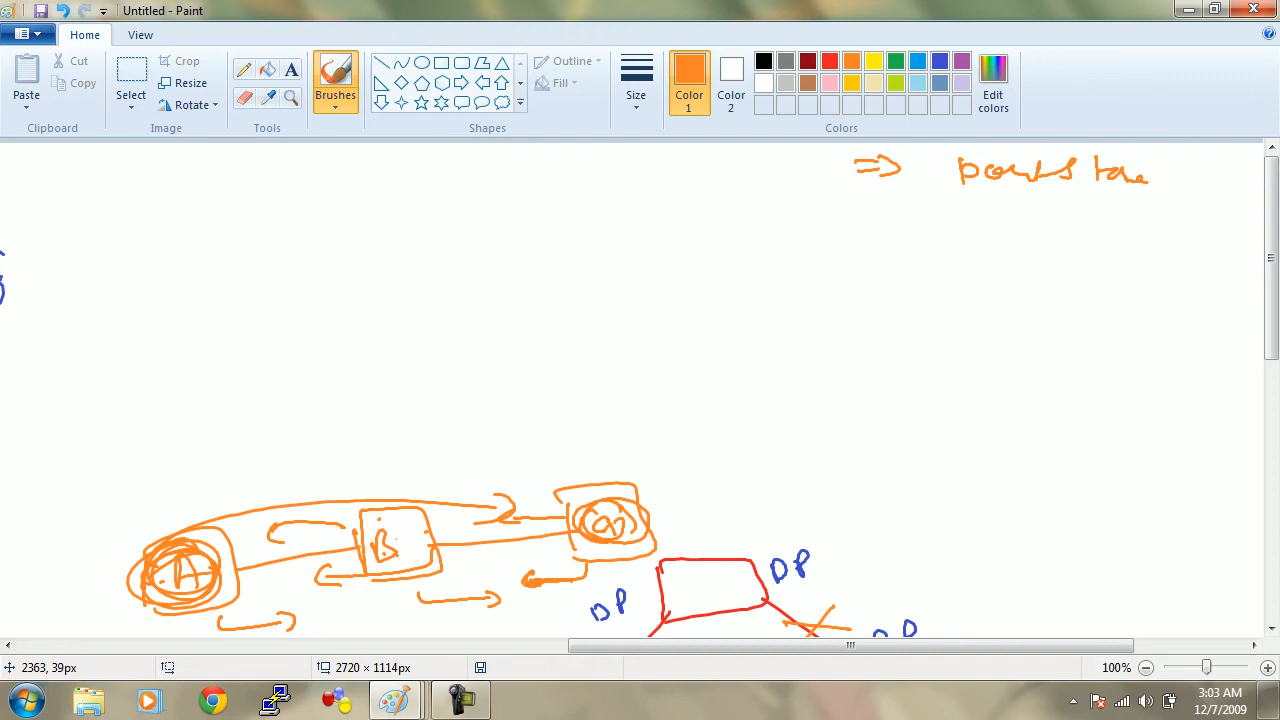 Untitled - Paint
Home
View
Paste
Cut
Copy
Select
Crop
Resize
Rotate
Brushes
Outline
Fill
Size
Color 1
Color 2
Edit colors
Clipboard
Image
Tools
Shapes
Colors
=>
A
B
DP
DP
2363, 39px
2720 × 1114px
100%
3:03 AM
12/7/2009